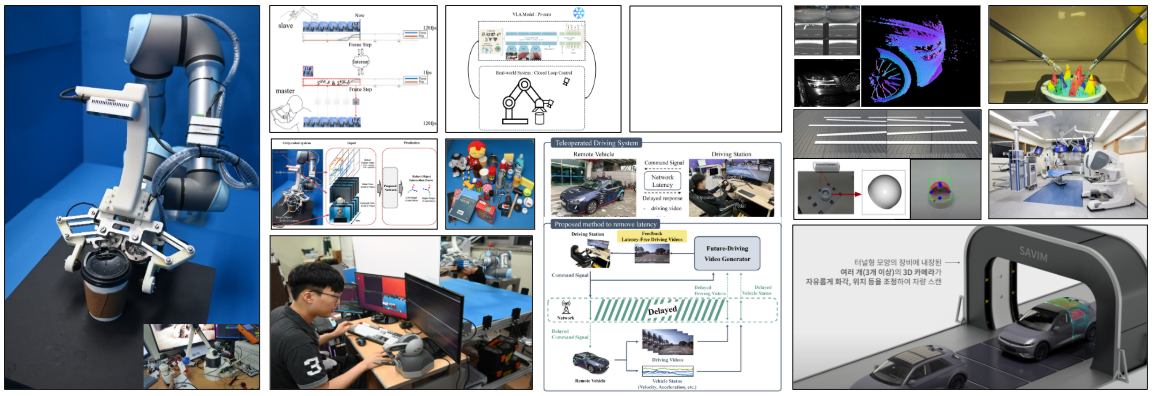 slave
Now
120fps
Frame Step
Internet
1fps
master
Frame Step
120fps
VLA Model - Pi-zero
Real-world System : Closed Loop Control
Input
Proposed
Teleoperated Driving System
Remote Vehicle
Driving Station
Command Signal
Network
Latency
Delayed response
- driving video
Proposed method to remove latency
Driving Station
Feedback
Latency-Free Driving Videos
Future-Driving
Video Generator
Command Signal
Delayed
Driving Videos
Delayed
Vehicle Status
Network
Delayed
Delayed
Command Signal
Driving Videos
Remote Vehicle
Vehicle Status
(Velocity, Acceleration, etc.)
3
SAVIM
터널형 모양의 장비에 내장된
여러 개(3개 이상)의 3D 카메라가
자유롭게 화각, 위치 등을 조정하여 차량 스캔